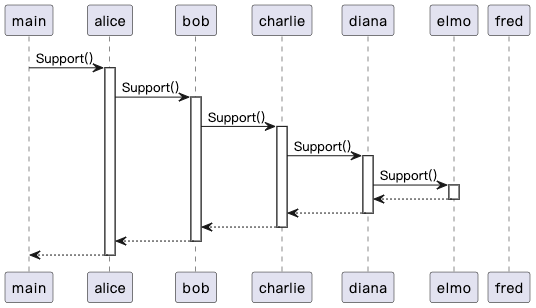 main alice bob charlie diana elmo fred
Support()
Support()
Support()
Support()
Support()
main alice bob charlie diana elmo fred